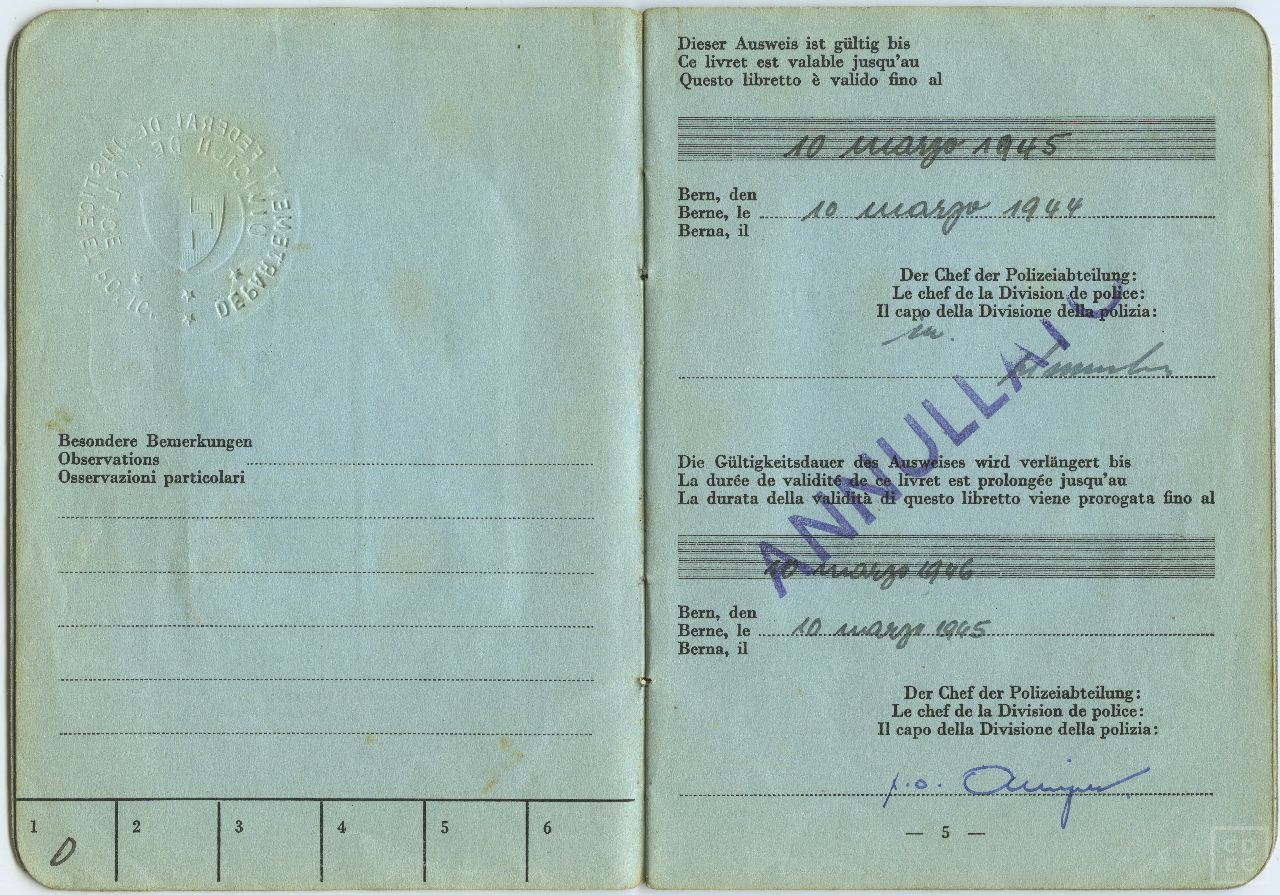 DEPARTEMENT FEDERAL DE JUSTICE ET POLICE
DIVISION DE POLICE
Besondere Bemerkungen
Observations
Osservazioni particolari
1 2 3 4 5 6
0
Dieser Ausweis ist gültig bis
Ce livret est valable jusqu'au
Questo libretto è valido fino al
10 marzo 1945
Bern, den
Berne, le 10 marzo 1944
Berna, il
Der Chef der Polizeiabteilung:
Le chef de la Division de police:
Il capo della Divisione della polizia:
ANNULLATO
Die Gültigkeitsdauer des Ausweises wird verlängert bis
La durée de validité de ce livret est prolongée jusqu'au
La durata della validità di questo libretto viene prorogata fino al
10 marzo 1946
Bern, den
Berne, le 10 marzo 1945
Berna, il
Der Chef der Polizeiabteilung:
Le chef de la Division de police:
Il capo della Divisione della polizia:
— 5 —
CD
EC